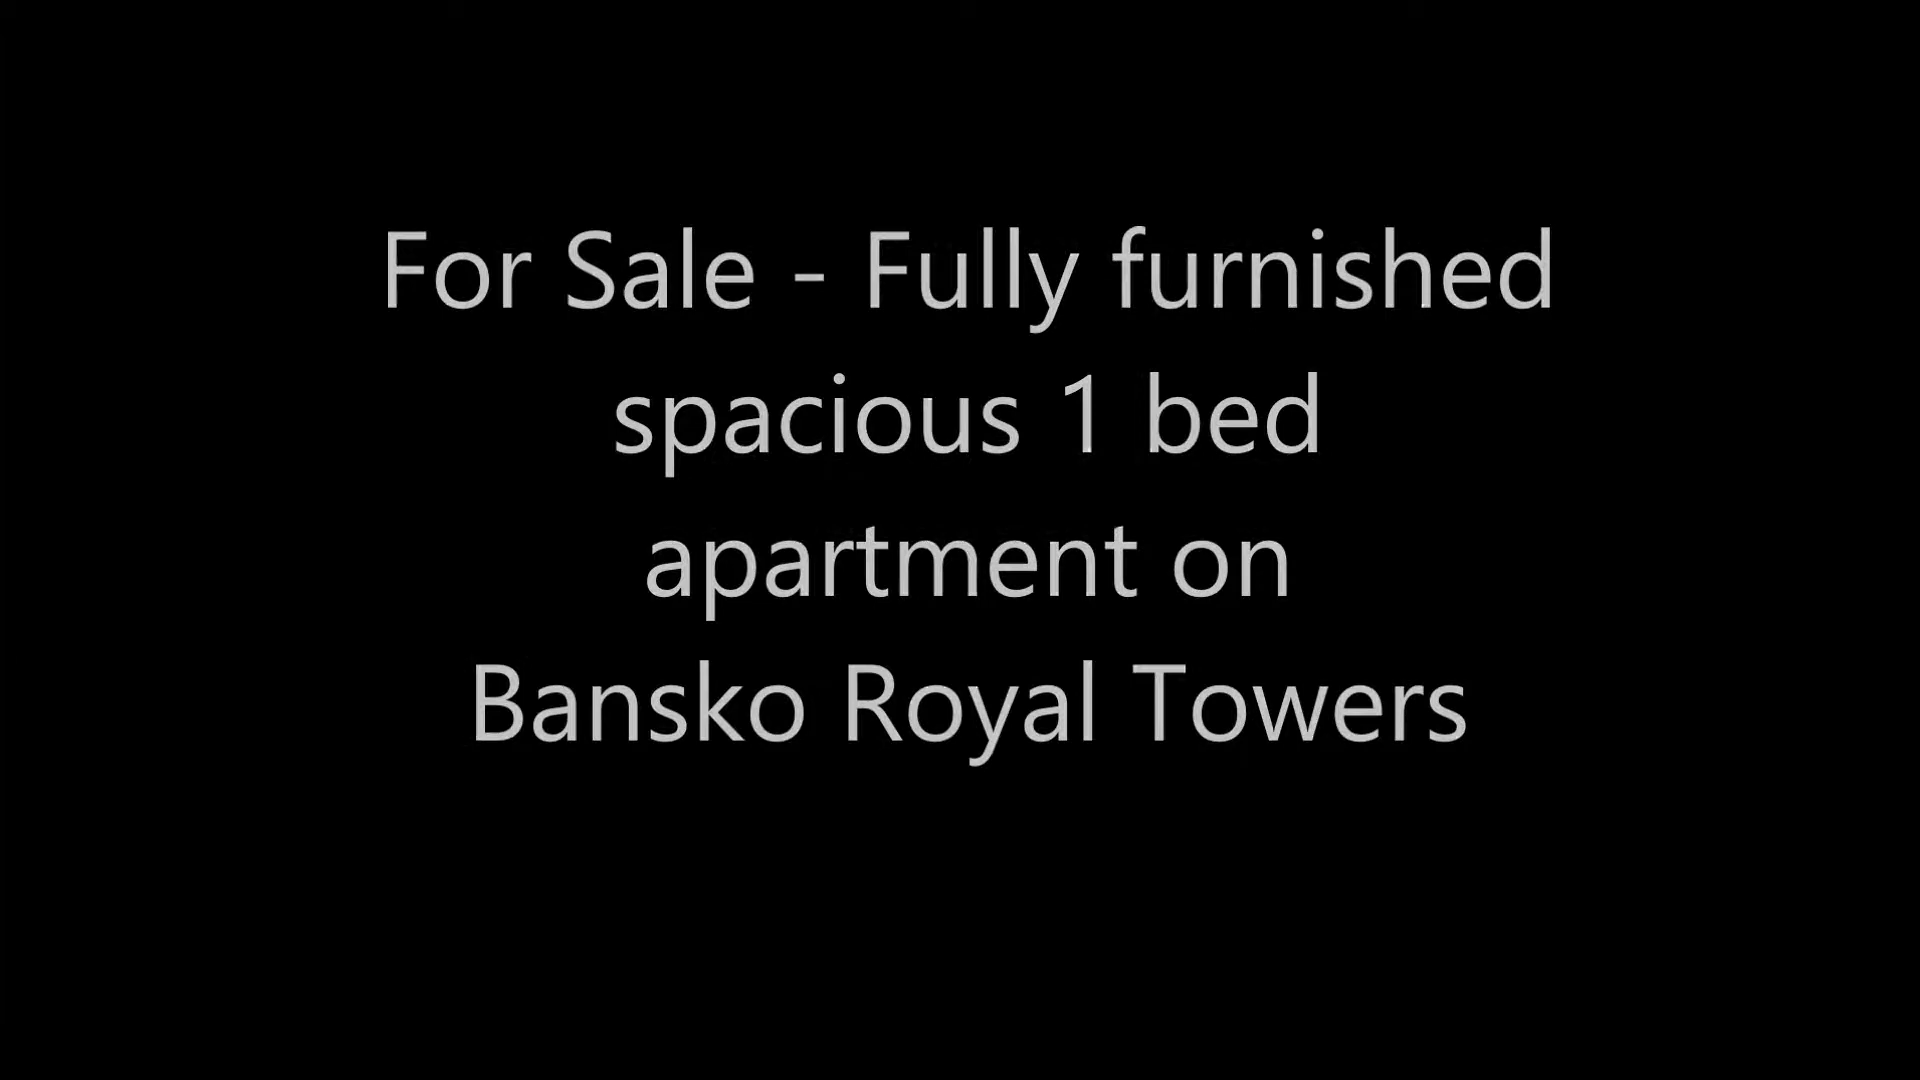 For Sale - Fully furnished
spacious 1 bed
apartment on
Bansko Royal Towers